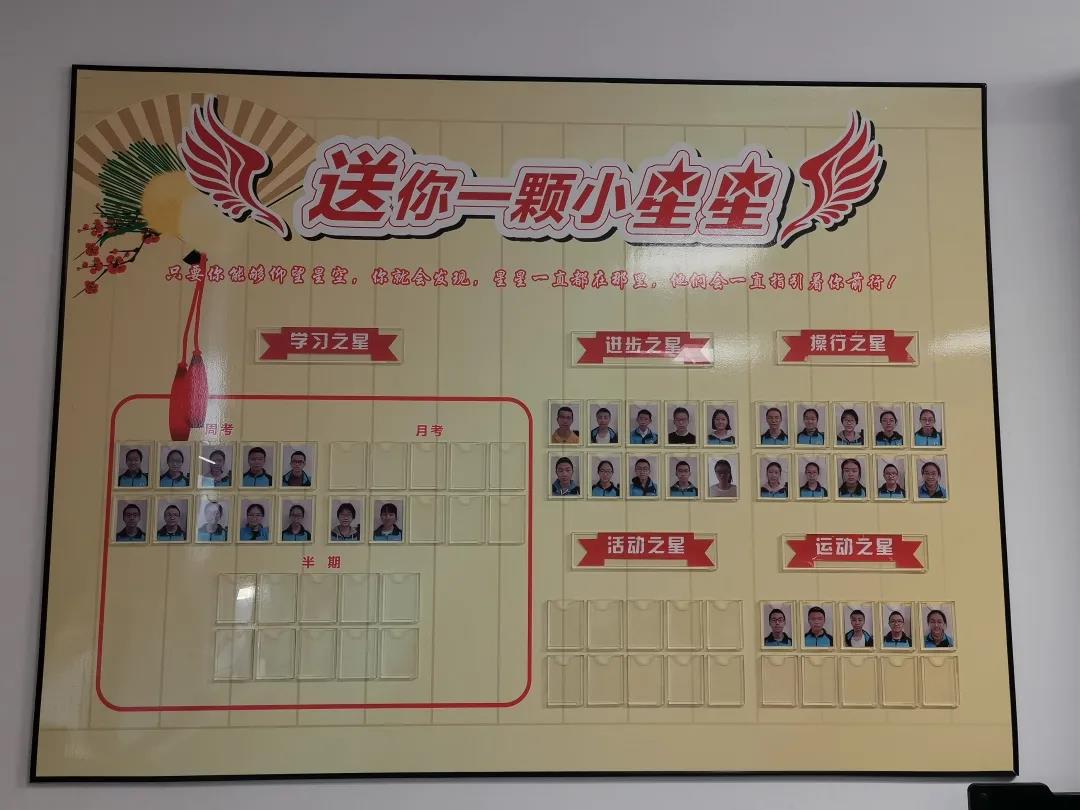 送你一颗小星星
只要你能够仰望星空，你就会发现，星星一直都在那里，他们会一直指引着你前行！
学习之星
进步之星
操行之星
周考
月考
半期
活动之星
运动之星